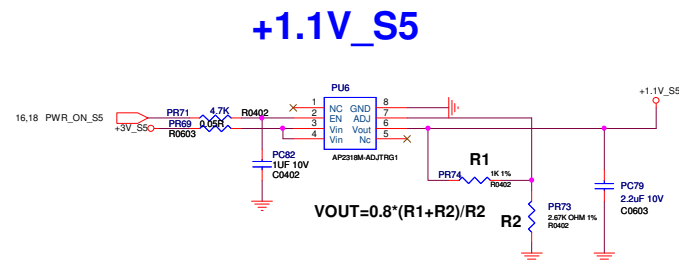 +1.1V_S5
+1.1V_S5
PU6
16,18 PWR_ON_S5
PR71 4.7K R0402
+3V_S5 PR69 0.05R
R0603
1 NC GND 8
2 EN ADJ 7
3 Vin Vout 6
4 Vin Nc 5
AP2318M-ADJTRG1
PC82
1UF 10V
C0402
R1
PR74 1K 1%
R0402
VOUT=0.8*(R1+R2)/R2
R2
PR73
2.67K OHM 1%
R0402
PC79
2.2uF 10V
C0603